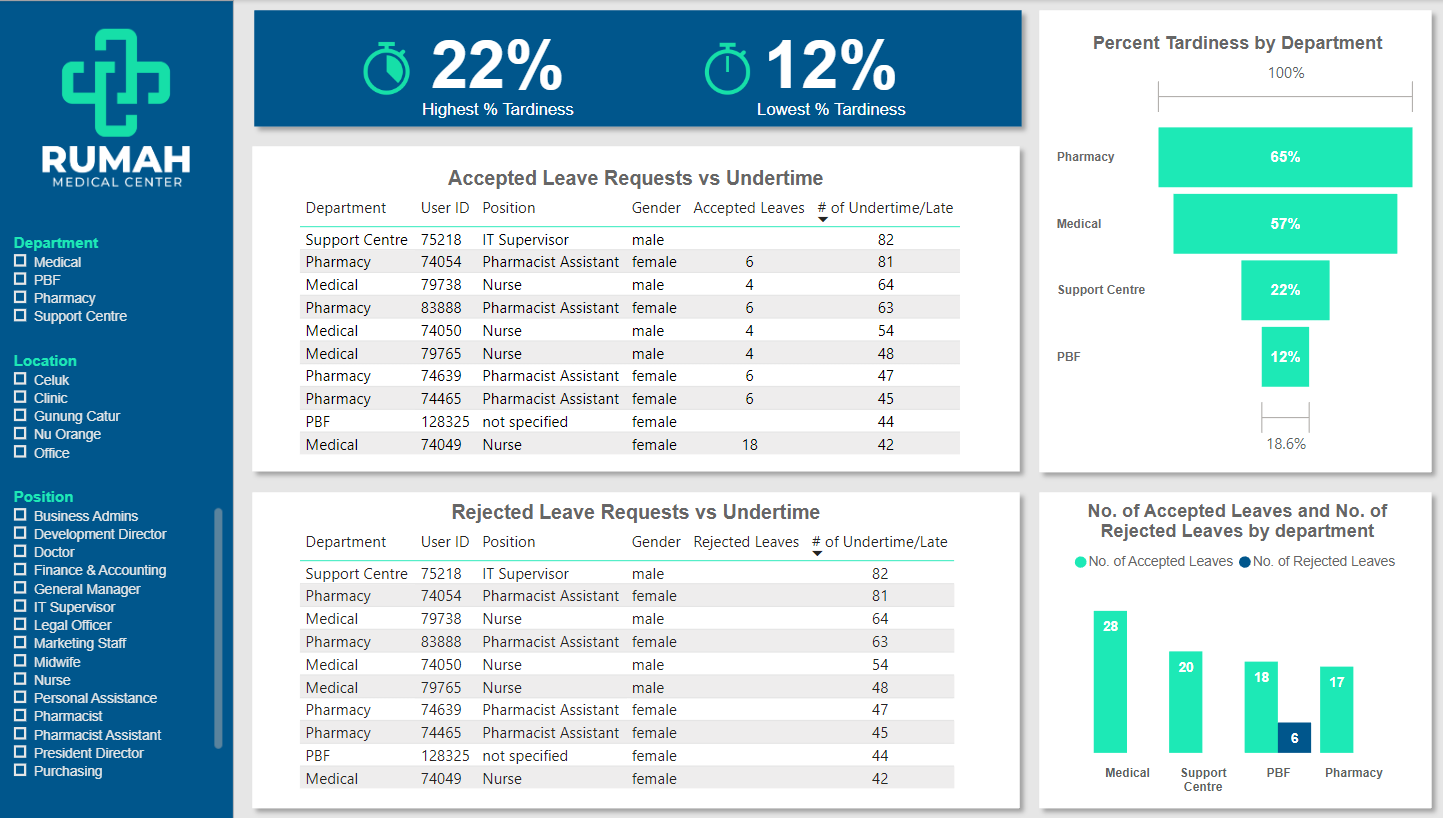 RUMAH
MEDICAL CENTER
Department
Medical
PBF
Pharmacy
Support Centre
Location
Celuk
Clinic
Gunung Catur
Nu Orange
Office
Position
Business Admins
Development Director
Doctor
Finance & Accounting
General Manager
IT Supervisor
Legal Officer
Marketing Staff
Midwife
Nurse
Personal Assistance
Pharmacist
Pharmacist Assistant
President Director
Purchasing
22%
Highest % Tardiness
12%
Lowest % Tardiness
Accepted Leave Requests vs Undertime
Department User ID Position Gender Accepted Leaves # of Undertime/Late
Support Centre 75218 IT Supervisor male 82
Pharmacy 74054 Pharmacist Assistant female 6 81
Medical 79738 Nurse male 4 64
Pharmacy 83888 Pharmacist Assistant female 6 63
Medical 74050 Nurse male 4 54
Medical 79765 Nurse male 4 48
Pharmacy 74639 Pharmacist Assistant female 6 47
Pharmacy 74465 Pharmacist Assistant female 6 45
PBF 128325 not specified female 44
Medical 74049 Nurse female 18 42
Rejected Leave Requests vs Undertime
Department User ID Position Gender Rejected Leaves # of Undertime/Late
Support Centre 75218 IT Supervisor male 82
Pharmacy 74054 Pharmacist Assistant female 81
Medical 79738 Nurse male 64
Pharmacy 83888 Pharmacist Assistant female 63
Medical 74050 Nurse male 54
Medical 79765 Nurse male 48
Pharmacy 74639 Pharmacist Assistant female 47
Pharmacy 74465 Pharmacist Assistant female 45
PBF 128325 not specified female 44
Medical 74049 Nurse female 42
Percent Tardiness by Department
100%
Pharmacy 65%
Medical 57%
Support Centre 22%
PBF 12%
18.6%
No. of Accepted Leaves and No. of
Rejected Leaves by department
No. of Accepted Leaves No. of Rejected Leaves
28
20
18
17
6
Medical Support PBF Pharmacy
Centre